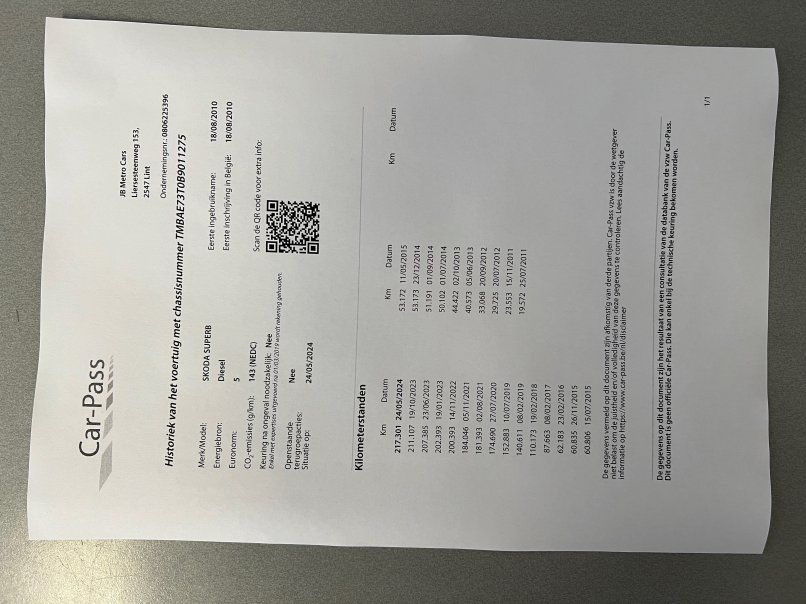 Car-Pass
JB Metro Cars
Liersesteenweg 153,
2547 Lint
Ondernemingsnr.: 0806225396
Historiek van het voertuig met chassisnummer TMBAE73T0B9011275
Merk/Model: SKODA SUPERB
Energiebron: Diesel
Euronorm: 5
CO2-emissies (g/km): 143 (NEDC)
Keuring na ongeval noodzakelijk: Nee
Enkel met expertises uitgevoerd na 01/03/2019 wordt rekening gehouden.
Openstaande
terugroepacties: Nee
Situatie op: 24/05/2024
Eerste ingebruikname: 18/08/2010
Eerste inschrijving in België: 18/08/2010
Scan de QR code voor extra info:
Kilometerstanden
Km Datum
217.301 24/05/2024
211.107 19/10/2023
207.385 23/06/2023
202.393 19/01/2023
200.393 14/11/2022
184.046 05/11/2021
181.393 02/08/2021
174.690 27/07/2020
152.883 10/07/2019
140.611 08/02/2019
110.173 19/02/2018
87.663 08/02/2017
62.183 23/02/2016
60.835 26/11/2015
60.806 15/07/2015
Km Datum
53.172 11/05/2015
53.173 23/12/2014
51.191 01/09/2014
50.102 01/07/2014
44.422 02/10/2013
40.573 05/06/2013
33.068 20/09/2012
29.725 20/07/2012
23.553 15/11/2011
19.572 25/07/2011
Km Datum
De gegevens vermeld op dit document zijn afkomstig van derde partijen. Car-Pass vzw is door de wetgever
niet belast om de juistheid en/of volledigheid van deze gegevens te controleren. Lees aandachtig de
informatie op https://www.car-pass.be/nl/disclaimer
De gegevens op dit document zijn het resultaat van een consultatie van de databank van de vzw Car-Pass.
Dit document is geen officiële Car-Pass. Die kan enkel bij de technische keuring bekomen worden.
1/1